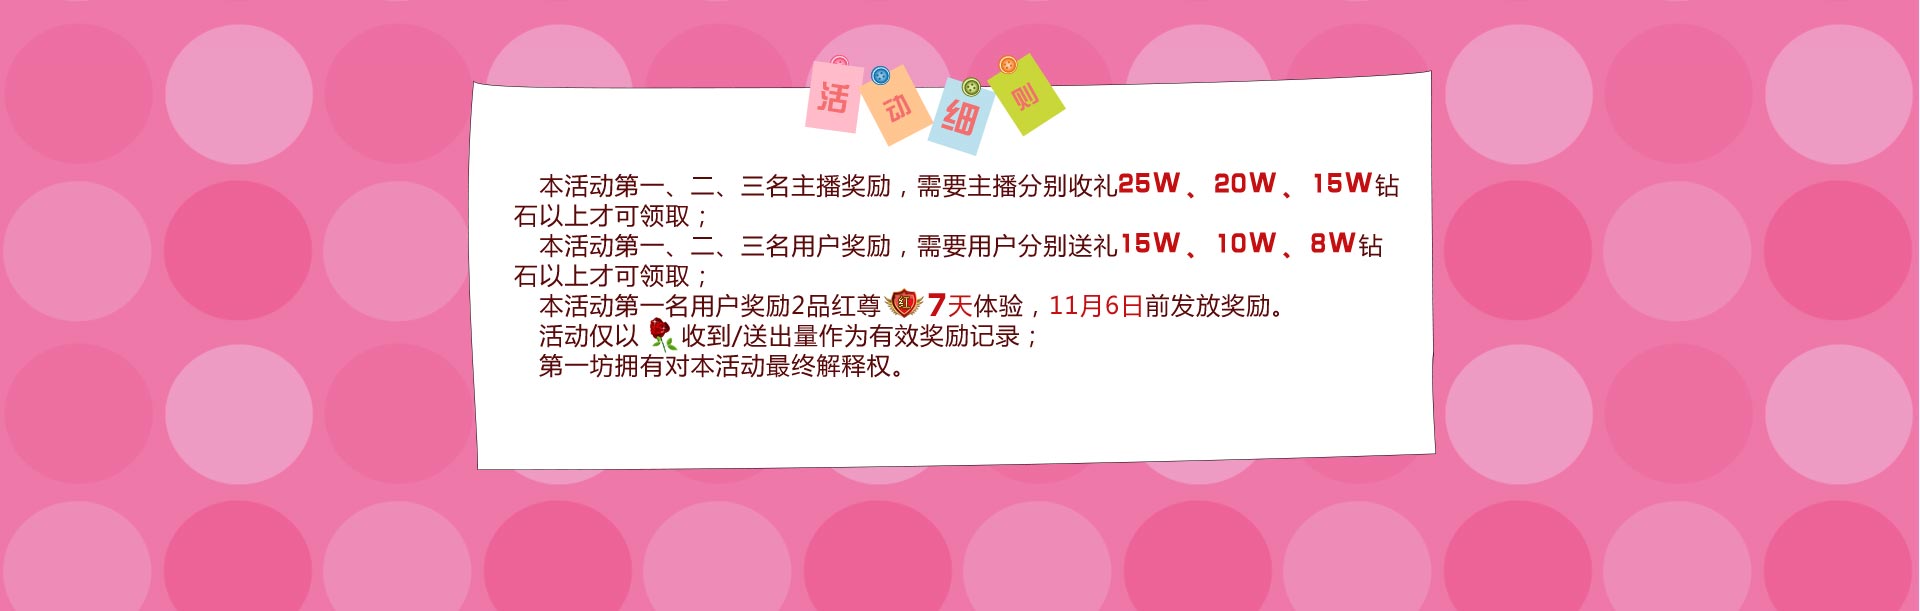 活动细则
本活动第一、二、三名主播奖励，需要主播分别收礼25W、20W、15W钻
石以上才可领取；
本活动第一、二、三名用户奖励，需要用户分别送礼15W、10W、8W钻
石以上才可领取；
本活动第一名用户奖励2品红尊红7天体验，11月6日前发放奖励。
活动仅以收到/送出量作为有效奖励记录；
第一坊拥有对本活动最终解释权。